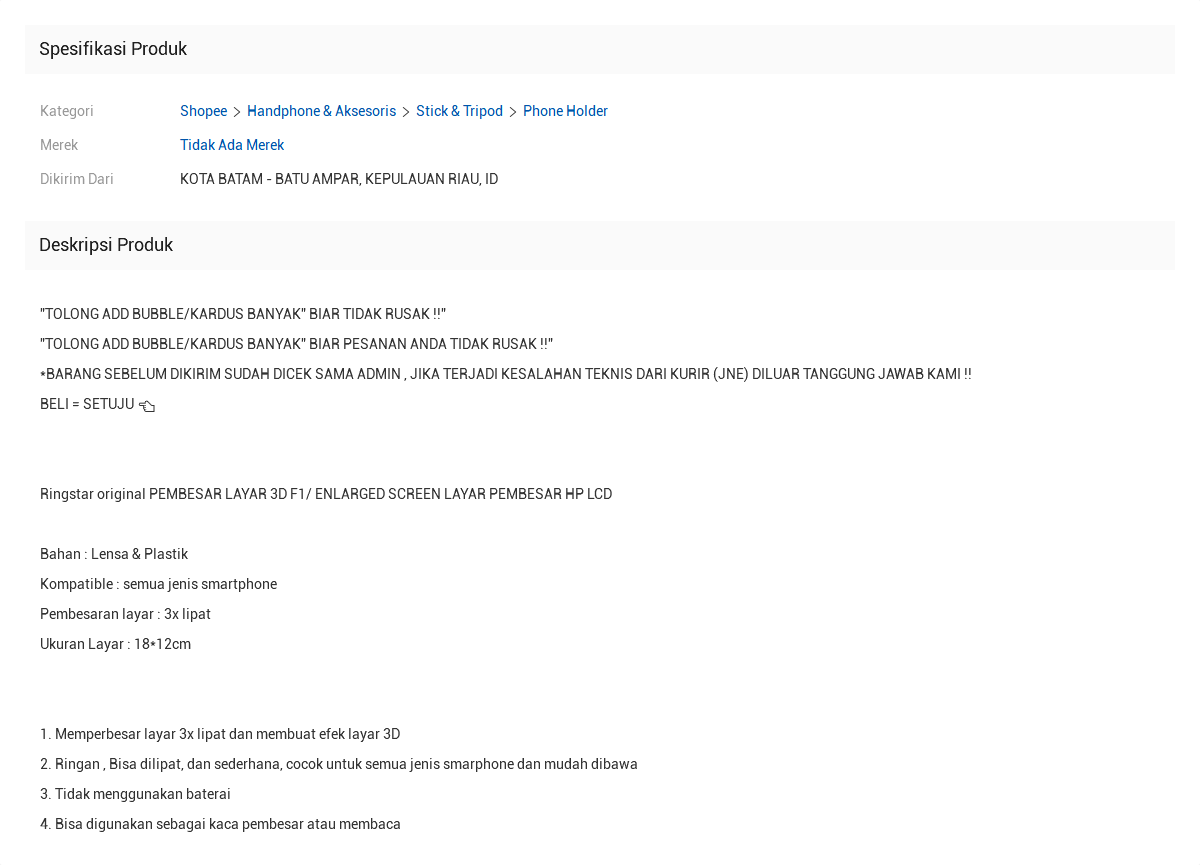 Spesifikasi Produk
Kategori Shopee > Handphone & Aksesoris > Stick & Tripod > Phone Holder
Merek Tidak Ada Merek
Dikirim Dari KOTA BATAM - BATU AMPAR, KEPULAUAN RIAU, ID
Deskripsi Produk
"TOLONG ADD BUBBLE/KARDUS BANYAK" BIAR TIDAK RUSAK !!"
"TOLONG ADD BUBBLE/KARDUS BANYAK" BIAR PESANAN ANDA TIDAK RUSAK !!"
*BARANG SEBELUM DIKIRIM SUDAH DICEK SAMA ADMIN , JIKA TERJADI KESALAHAN TEKNIS DARI KURIR (JNE) DILUAR TANGGUNG JAWAB KAMI !!
BELI = SETUJU 👈
Ringstar original PEMBESAR LAYAR 3D F1/ ENLARGED SCREEN LAYAR PEMBESAR HP LCD
Bahan : Lensa & Plastik
Kompatible : semua jenis smartphone
Pembesaran layar : 3x lipat
Ukuran Layar : 18*12cm
1. Memperbesar layar 3x lipat dan membuat efek layar 3D
2. Ringan , Bisa dilipat, dan sederhana, cocok untuk semua jenis smarphone dan mudah dibawa
3. Tidak menggunakan baterai
4. Bisa digunakan sebagai kaca pembesar atau membaca